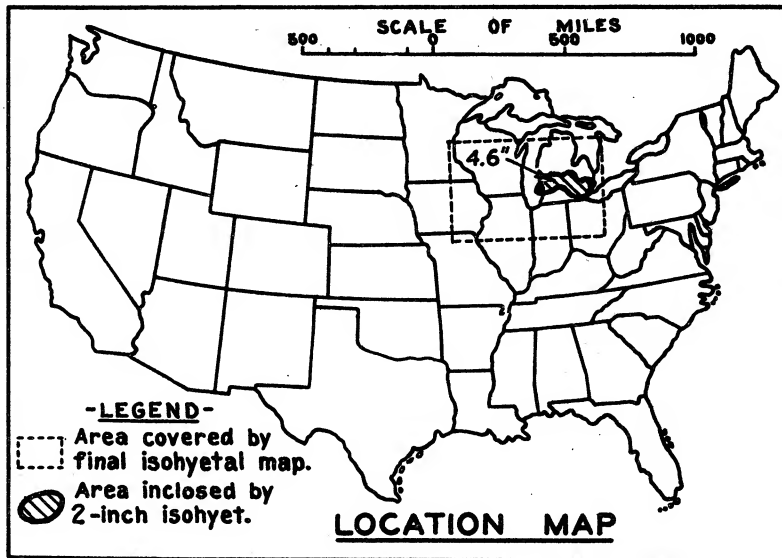 SCALE OF MILES
500 0 500 1000
4.6"
-LEGEND-
Area covered by
final isohyetal map.
Area inclosed by
2-inch isohyet.
LOCATION MAP